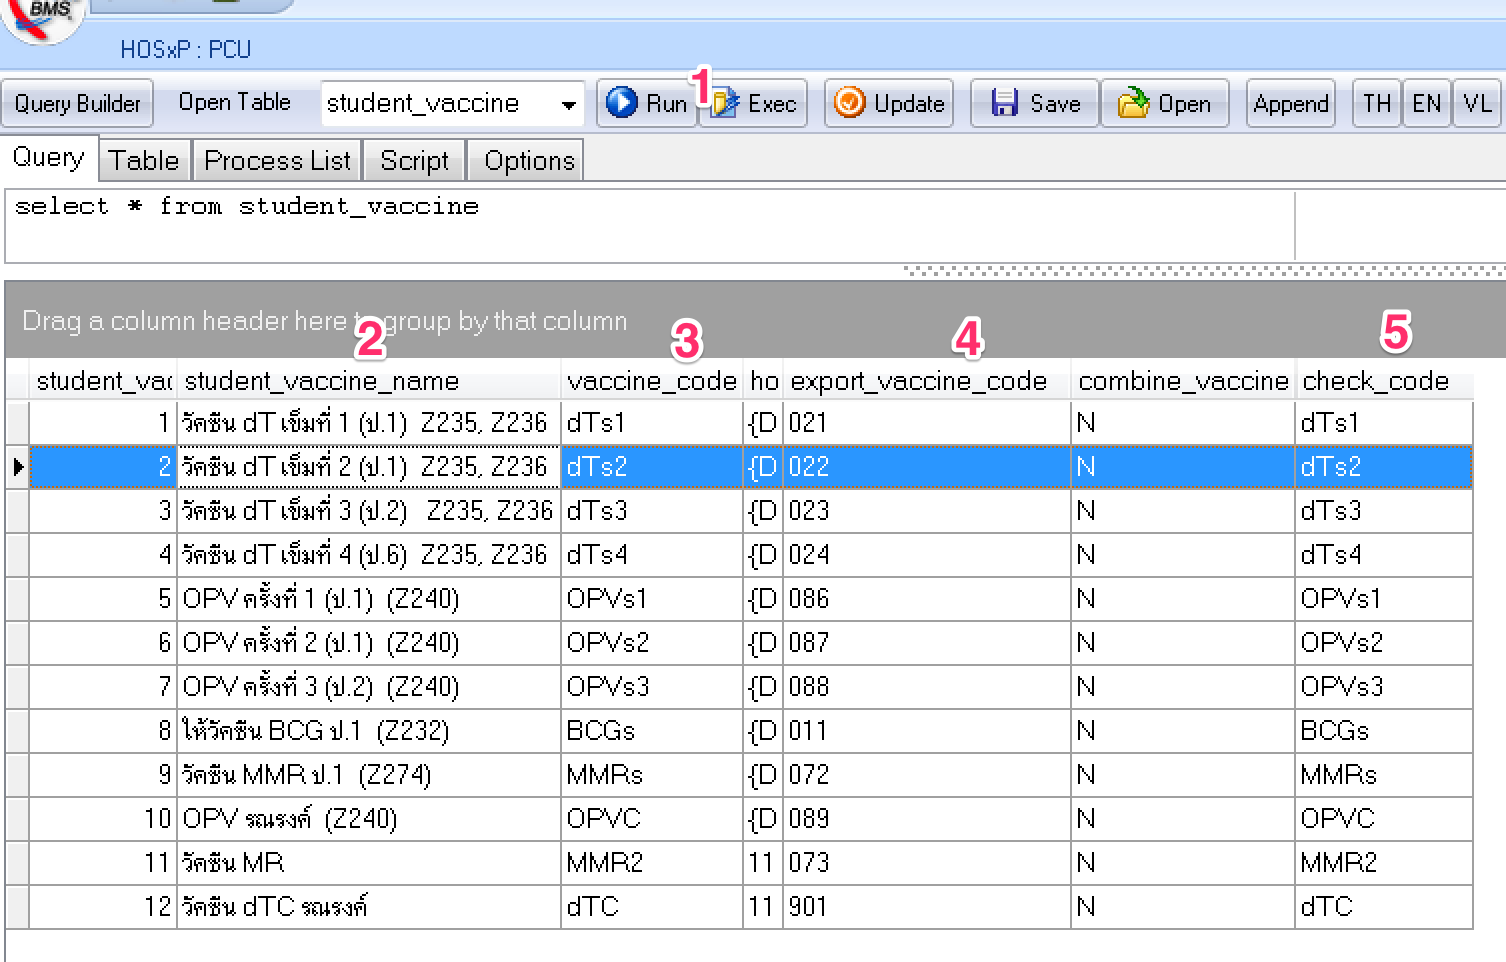 BMS
HOSxP : PCU
Query Builder Open Table student_vaccine Run 1 Exec Update Save Open Append TH EN VL
Query Table Process List Script Options
select * from student_vaccine
Drag a column header here to group by that column
2 3 4 5
student_vac student_vaccine_name vaccine_code ho export_vaccine_code combine_vaccine check_code
1 วัคซีน dT เข็มที่ 1 (ป.1) Z235, Z236 dTs1 {D 021 N dTs1
2 วัคซีน dT เข็มที่ 2 (ป.1) Z235, Z236 dTs2 {D 022 N dTs2
3 วัคซีน dT เข็มที่ 3 (ป.2) Z235, Z236 dTs3 {D 023 N dTs3
4 วัคซีน dT เข็มที่ 4 (ป.6) Z235, Z236 dTs4 {D 024 N dTs4
5 OPV ครั้งที่ 1 (ป.1) (Z240) OPVs1 {D 086 N OPVs1
6 OPV ครั้งที่ 2 (ป.1) (Z240) OPVs2 {D 087 N OPVs2
7 OPV ครั้งที่ 3 (ป.2) (Z240) OPVs3 {D 088 N OPVs3
8 ให้วัคซีน BCG ป.1 (Z232) BCGs {D 011 N BCGs
9 วัคซีน MMR ป.1 (Z274) MMRs {D 072 N MMRs
10 OPV รณรงค์ (Z240) OPVC {D 089 N OPVC
11 วัคซีน MR MMR2 11 073 N MMR2
12 วัคซีน dTC รณรงค์ dTC 11 901 N dTC